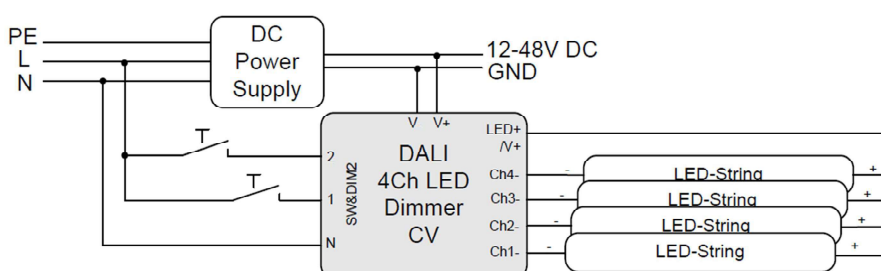 PE
L
N
DC
Power
Supply
12-48V DC
GND
T
T
V
V+
2
1
N
SW&DIM2
DALI
4Ch LED
Dimmer
CV
LED+
/V+
Ch4-
Ch3-
Ch2-
Ch1-
- LED-String +
- LED-String +
- LED-String +
- LED-String +